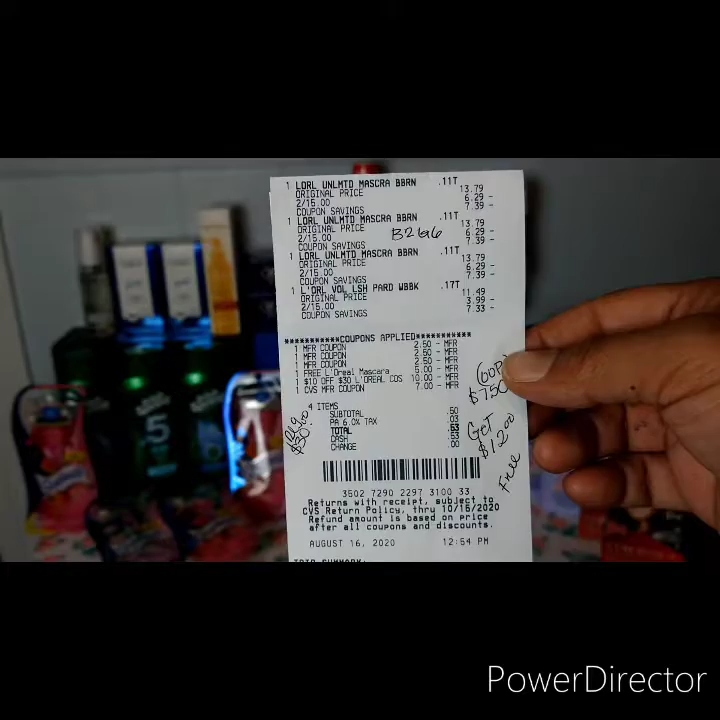 1 LORL UNLMTD MASCRA BBRN .11T
ORIGINAL PRICE 13.79
2/15.00 6.29 -
COUPON SAVINGS 7.39 -
1 LORL UNLMTD MASCRA BBRN .11T
ORIGINAL PRICE 13.79
2/15.00 6.29 -
COUPON SAVINGS 7.39 -
B2G6
1 LORL UNLMTD MASCRA BBRN .11T
ORIGINAL PRICE 13.79
2/15.00 6.29 -
COUPON SAVINGS 7.39 -
1 L'ORL VOL LSH PARD WBBK .17T
ORIGINAL PRICE 11.49
2/15.00 3.99 -
COUPON SAVINGS 7.33 -
***********COUPONS APPLIED***********
1 MFR COUPON 2.50 - MFR
1 MFR COUPON 2.50 - MFR
1 MFR COUPON 2.50 - MFR
1 FREE L'Oreal Mascara 5.00 - MFR
1 $10 OFF $30 L'OREAL COS 10.00 - MFR
1 CVS MFR COUPON 7.00 - MFR
4 ITEMS
SUBTOTAL .50
PA 6.0% TAX .03
TOTAL .53
CASH .53
CHANGE .00
$30.00
$7.50
GET
$12.00
Free
3502 7290 2297 3100 33
Returns with receipt, subject to
CVS Return Policy, thru 10/15/2020
Refund amount is based on price
after all coupons and discounts.
AUGUST 16, 2020 12:54 PM
TRIP SUMMARY:
5
PowerDirector